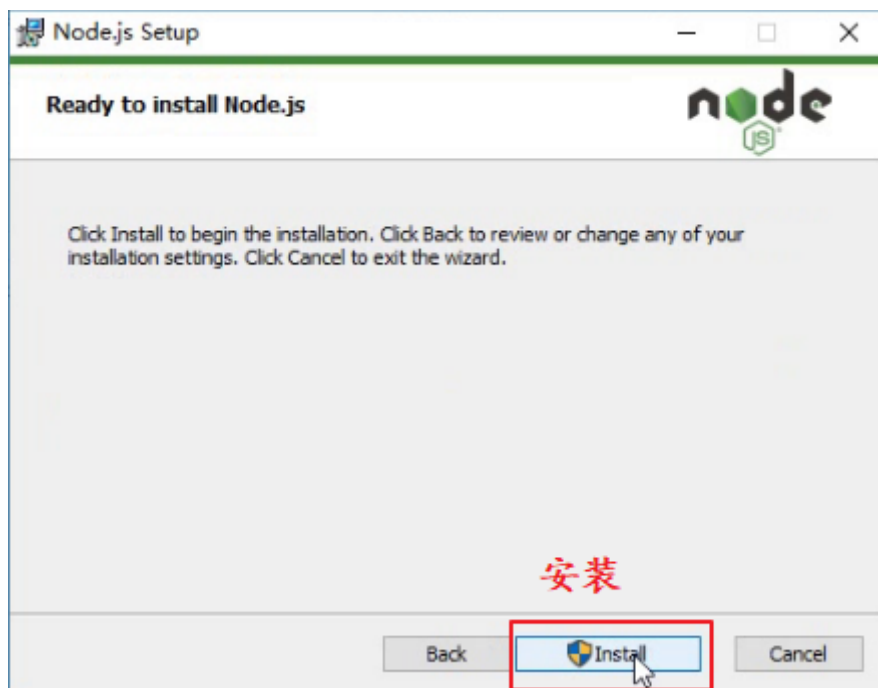 Node.js Setup
Ready to install Node.js
node
JS
Click Install to begin the installation. Click Back to review or change any of your
installation settings. Click Cancel to exit the wizard.
安装
Back
Install
Cancel